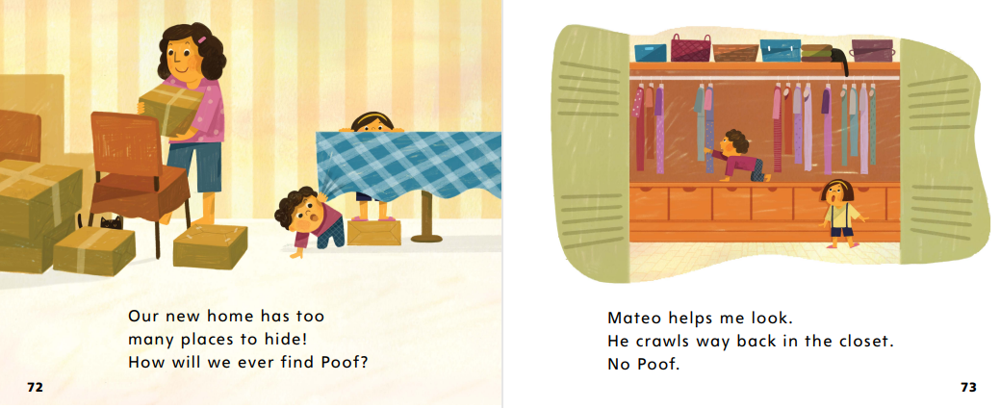 Our new home has too
many places to hide!
How will we ever find Poof?
72
Mateo helps me look.
He crawls way back in the closet.
No Poof.
73